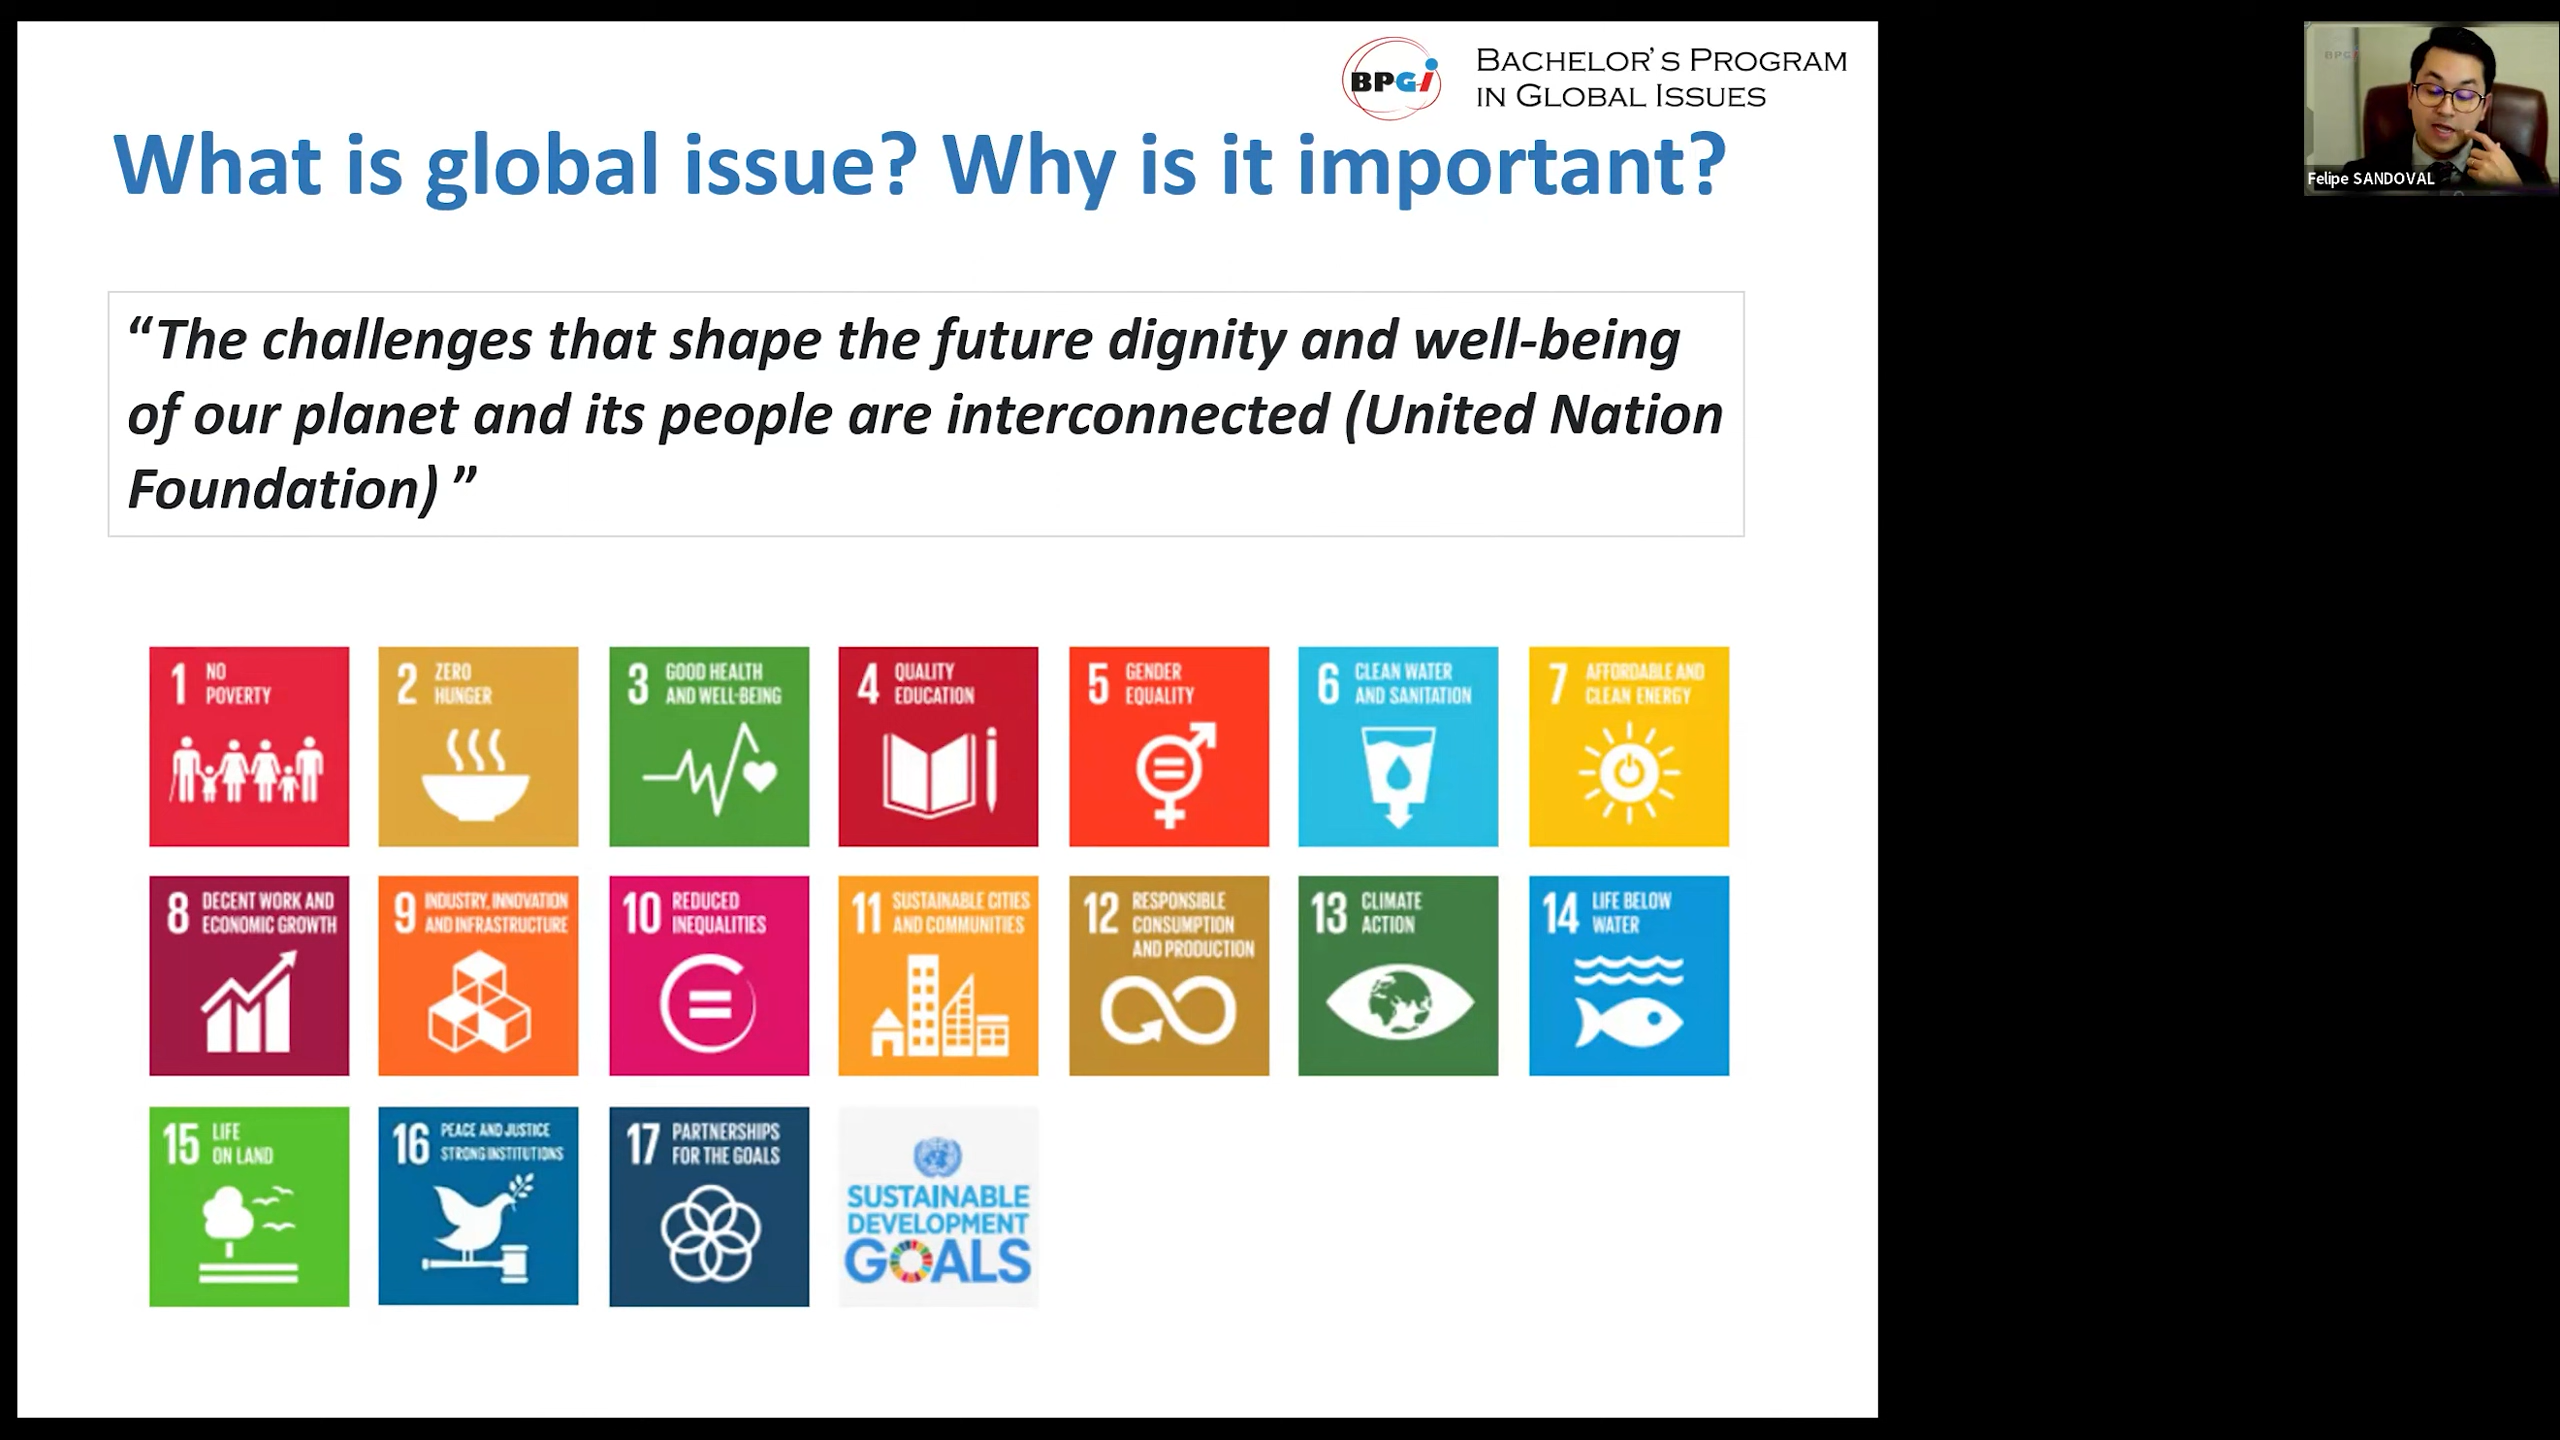 BPGi
BACHELOR'S PROGRAM
IN GLOBAL ISSUES
What is global issue? Why is it important?
“The challenges that shape the future dignity and well-being
of our planet and its people are interconnected (United Nation
Foundation) ”
1 NO
POVERTY
2 ZERO
HUNGER
3 GOOD HEALTH
AND WELL-BEING
4 QUALITY
EDUCATION
5 GENDER
EQUALITY
6 CLEAN WATER
AND SANITATION
7 AFFORDABLE AND
CLEAN ENERGY
8 DECENT WORK AND
ECONOMIC GROWTH
9 INDUSTRY, INNOVATION
AND INFRASTRUCTURE
10 REDUCED
INEQUALITIES
11 SUSTAINABLE CITIES
AND COMMUNITIES
12 RESPONSIBLE
CONSUMPTION
AND PRODUCTION
13 CLIMATE
ACTION
14 LIFE BELOW
WATER
15 LIFE
ON LAND
16 PEACE AND JUSTICE
STRONG INSTITUTIONS
17 PARTNERSHIPS
FOR THE GOALS
SUSTAINABLE
DEVELOPMENT
GOALS
BPGi
Felipe SANDOVAL